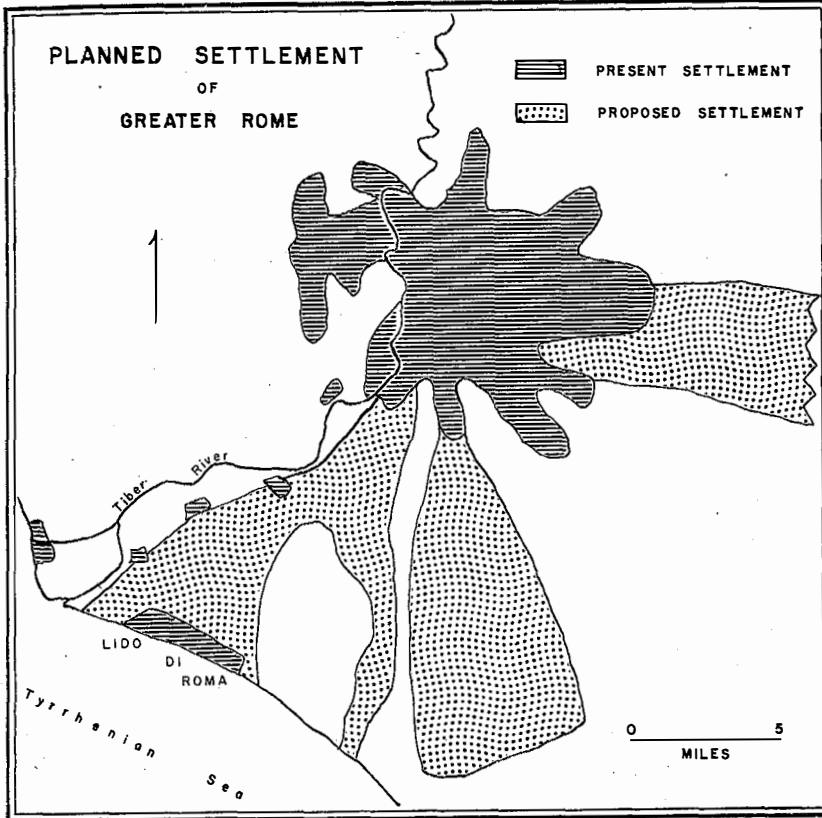 PLANNED SETTLEMENT
OF
GREATER ROME
PRESENT SETTLEMENT
PROPOSED SETTLEMENT
Tiber River
LIDO
DI
ROMA
Tyrrhenian Sea
0 5
MILES